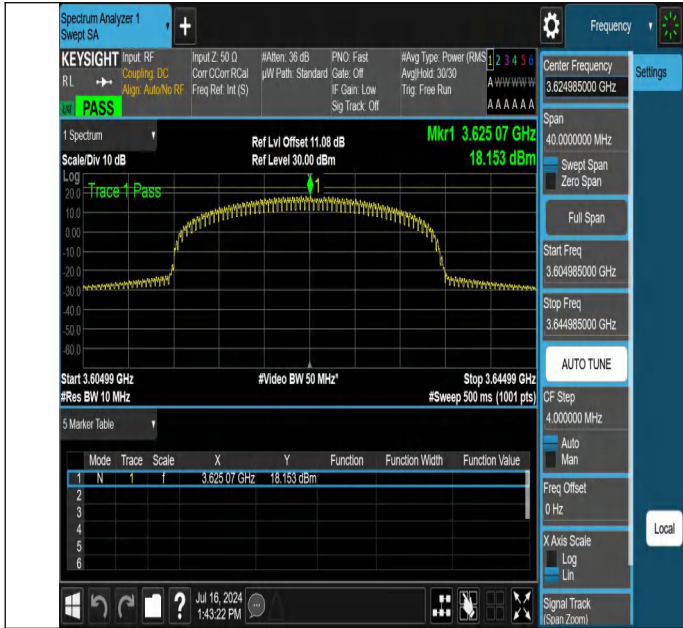 Spectrum Analyzer 1
Swept SA
+
Frequency
KEYSIGHT
Input: RF
Input Z: 50 Ω
#Atten: 36 dB
PNO: Fast
#Avg Type: Power (RMS
1 2 3 4 5 6
RL
Coupling: DC
Corr CCorr RCal
µW Path: Standard
Gate: Off
Avg|Hold: 30/30
Align: Auto/No RF
Freq Ref: Int (S)
IF Gain: Low
Trig: Free Run
Sig Track: Off
A A A A A A
PASS
Center Frequency
3.624985000 GHz
Settings
Span
40.0000000 MHz
Swept Span
Zero Span
Full Span
Start Freq
3.604985000 GHz
Stop Freq
3.644985000 GHz
AUTO TUNE
CF Step
4.000000 MHz
Auto
Man
Freq Offset
0 Hz
X Axis Scale
Log
Lin
Signal Track
(Span Zoom)
Local
1 Spectrum
Ref Lvl Offset 11.08 dB
Mkr1 3.625 07 GHz
Scale/Div 10 dB
Ref Level 30.00 dBm
18.153 dBm
Log
Trace 1 Pass
1
20.0
10.0
0.00
-10.0
-20.0
-30.0
-40.0
-50.0
-60.0
Start 3.60499 GHz
#Video BW 50 MHz*
Stop 3.64499 GHz
#Res BW 10 MHz
#Sweep 500 ms (1001 pts)
5 Marker Table
Mode Trace Scale X Y Function Function Width Function Value
1 N 1 f 3.625 07 GHz 18.153 dBm
2
3
4
5
6
?
Jul 16, 2024
1:43:22 PM